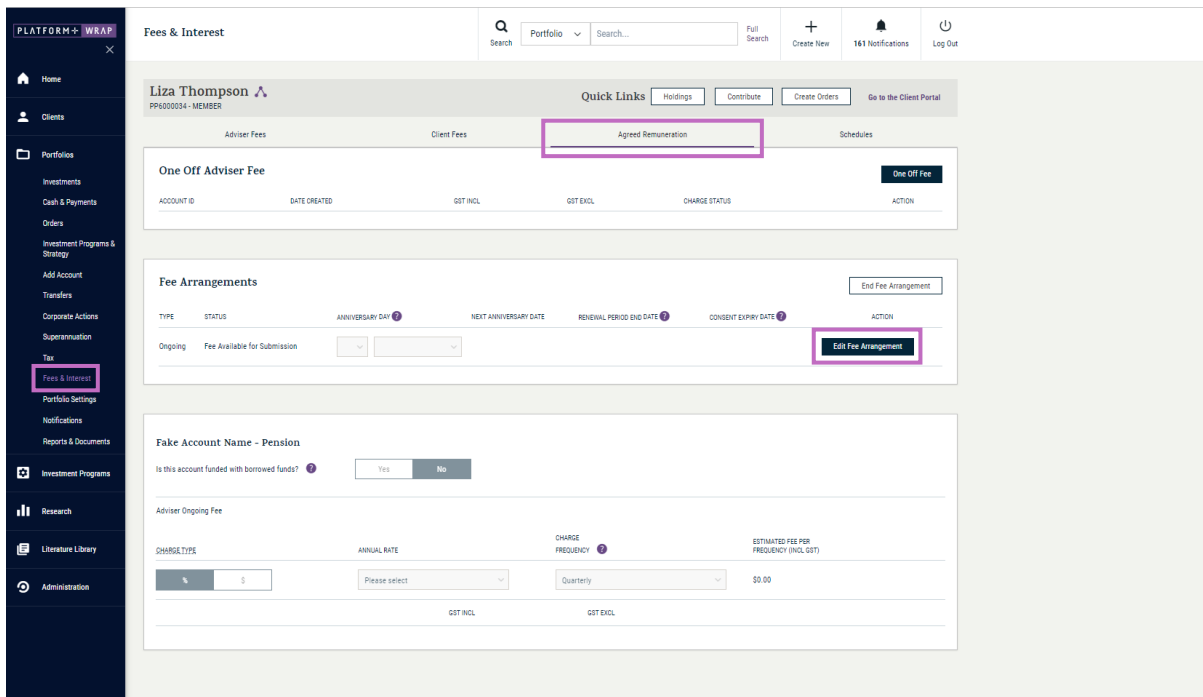 PLATFORM+ WRAP
Home
Clients
Portfolios
Investments
Cash & Payments
Orders
Investment Programs &
Strategy
Add Account
Transfers
Corporate Actions
Superannuation
Tax
Fees & Interest
Portfolio Settings
Notifications
Reports & Documents
Investment Programs
Research
Literature Library
Administration
Fees & Interest
Search
Portfolio
Search...
Full
Search
Create New
161 Notifications
Log Out
Liza Thompson
PP6000034 - MEMBER
Quick Links
Holdings
Contribute
Create Orders
Go to the Client Portal
Adviser Fees
Client Fees
Agreed Remuneration
Schedules
One Off Adviser Fee
One Off Fee
ACCOUNT ID
DATE CREATED
GST INCL
GST EXCL
CHARGE STATUS
ACTION
Fee Arrangements
End Fee Arrangement
TYPE
STATUS
ANNIVERSARY DAY ?
NEXT ANNIVERSARY DATE
RENEWAL PERIOD END DATE ?
CONSENT EXPIRY DATE ?
ACTION
Ongoing
Fee Available for Submission
Edit Fee Arrangement
Fake Account Name - Pension
Is this account funded with borrowed funds? ?
Yes
No
Adviser Ongoing Fee
CHARGE TYPE
ANNUAL RATE
CHARGE
FREQUENCY ?
ESTIMATED FEE PER
FREQUENCY (INCL GST)
%
$
Please select
Quarterly
$0.00
GST INCL
GST EXCL